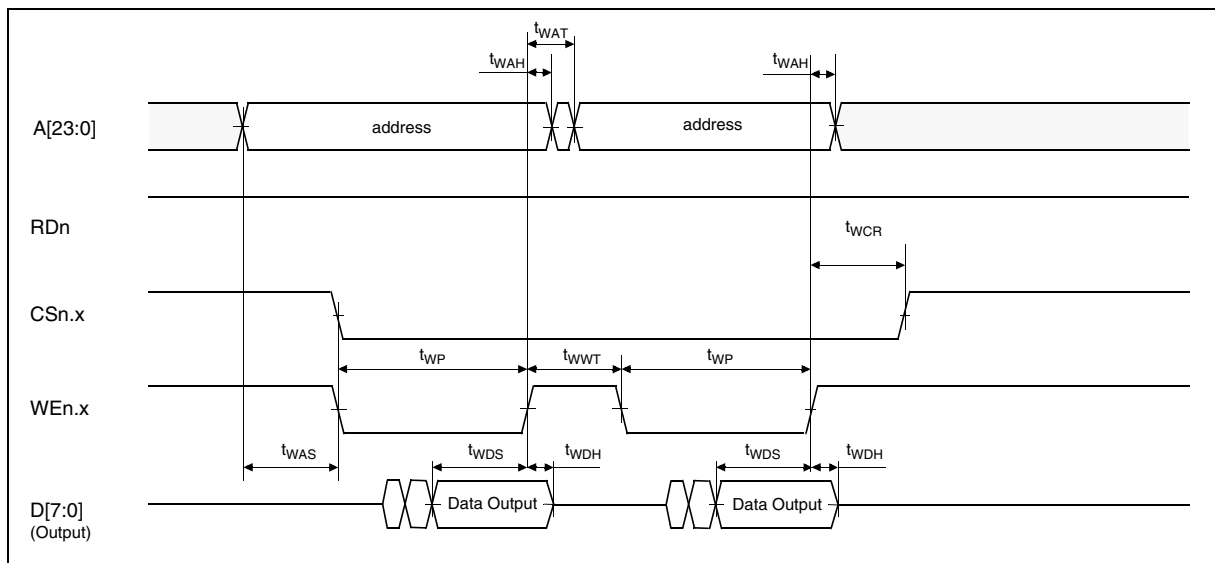 tWAT
tWAH
tWAH
A[23:0]
address
address
RDn
tWCR
CSn.x
tWP
tWWT
tWP
WEn.x
tWAS
tWDS
tWDH
tWDS
tWDH
D[7:0]
(Output)
Data Output
Data Output